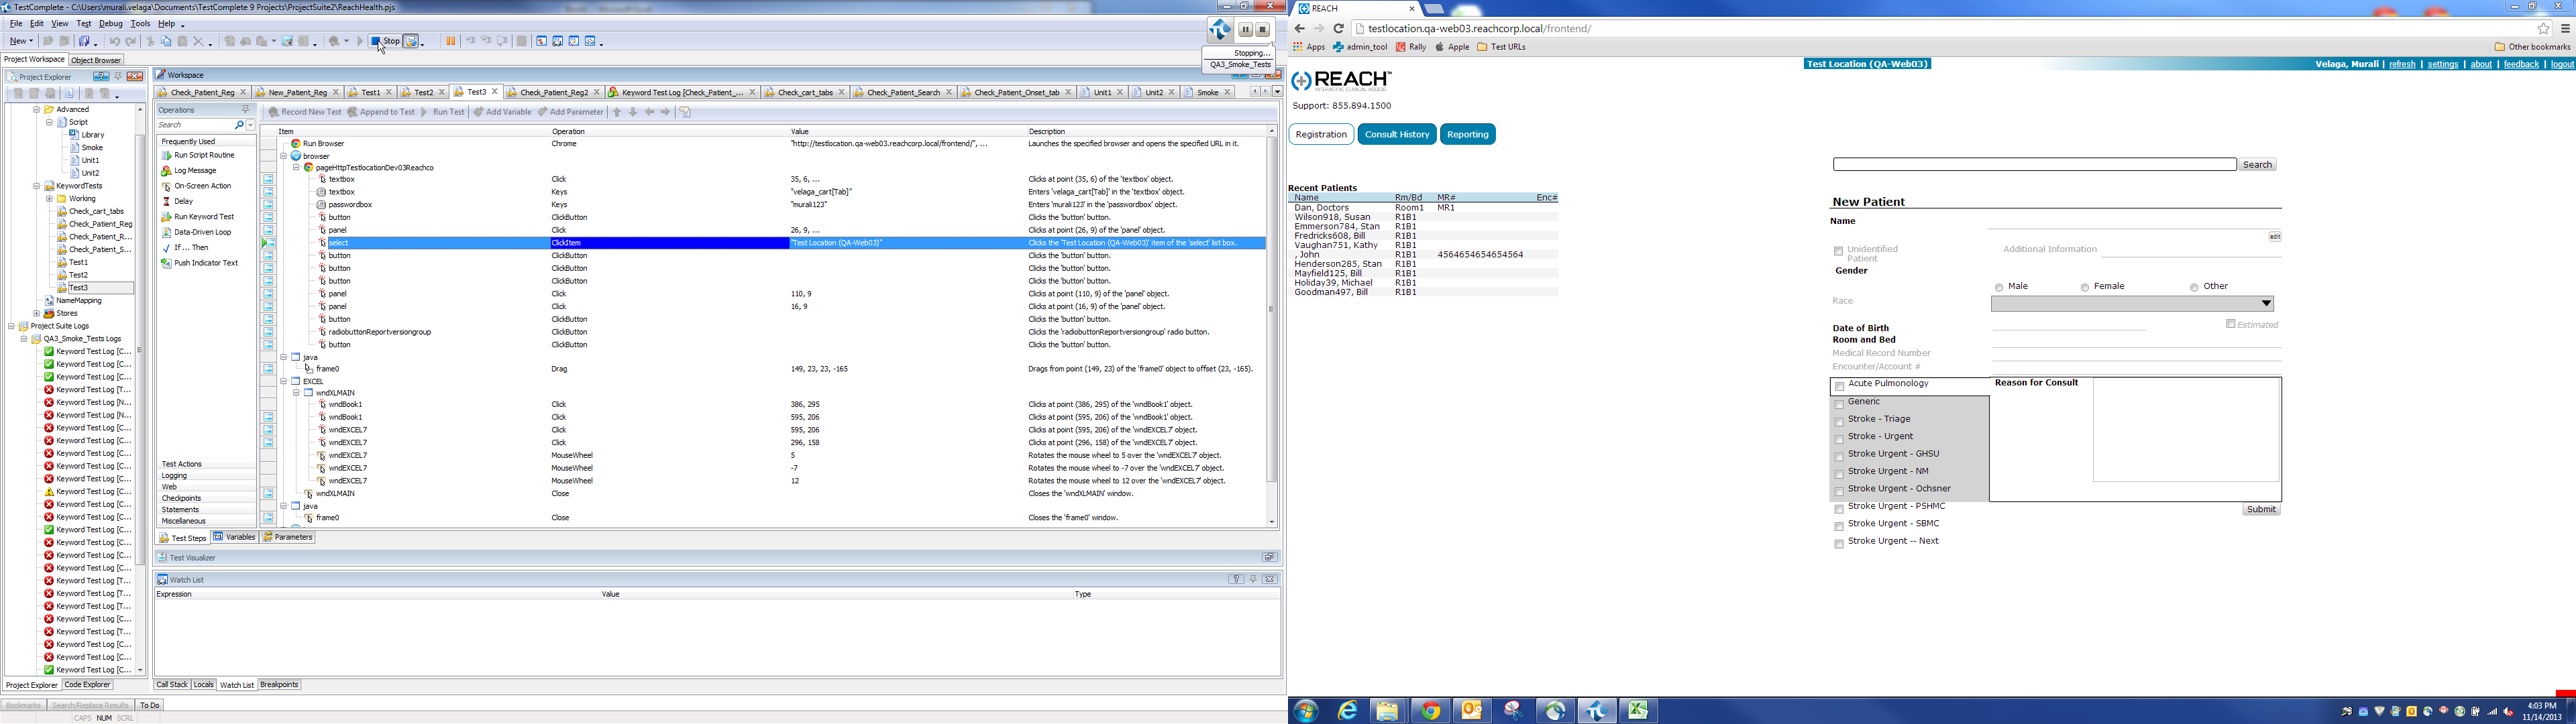 TestComplete - C:\Users\murali.velaga\Documents\TestComplete 9 Projects\ProjectSuite2\ReachHealth.pjs
File Edit View Test Debug Tools Help
New Stop
Stopping...
QA3_Smoke_Tests
Project Workspace Object Browser
Project Explorer
Advanced
Script
Library
Smoke
Unit1
Unit2
KeywordTests
Working
Check_cart_tabs
Check_Patient_Reg
Check_Patient_R...
Check_Patient_S...
Test1
Test2
Test3
NameMapping
Stores
Project Suite Logs
QA3_Smoke_Tests Logs
Keyword Test Log [C...
Keyword Test Log [C...
Keyword Test Log [C...
Keyword Test Log [T...
Keyword Test Log [N...
Keyword Test Log [N...
Keyword Test Log [C...
Keyword Test Log [C...
Keyword Test Log [C...
Keyword Test Log [C...
Keyword Test Log [C...
Keyword Test Log [C...
Keyword Test Log [C...
Keyword Test Log [C...
Keyword Test Log [C...
Keyword Test Log [C...
Keyword Test Log [C...
Keyword Test Log [C...
Keyword Test Log [T...
Keyword Test Log [T...
Keyword Test Log [T...
Keyword Test Log [C...
Keyword Test Log [T...
Keyword Test Log [C...
Keyword Test Log [C...
Keyword Test Log [C...
Project Explorer Code Explorer
Workspace
Check_Patient_Reg New_Patient_Reg Test1 Test2 Test3 Check_Patient_Reg2 Keyword Test Log [Check_Patient_... Check_cart_tabs Check_Patient_Search Check_Patient_Onset_tab Unit1 Unit2 Smoke
Operations
Search
Frequently Used
Run Script Routine
Log Message
On-Screen Action
Delay
Run Keyword Test
Data-Driven Loop
If ... Then
Push Indicator Text
Test Actions
Logging
Web
Checkpoints
Statements
Miscellaneous
Record New Test Append to Test Run Test Add Variable Add Parameter
Item Operation Value Description
Run Browser Chrome "http://testlocation.qa-web03.reachcorp.local/frontend/", ... Launches the specified browser and opens the specified URL in it.
browser
pageHttpTestlocationDev03Reachco
textbox Click 35, 6, ... Clicks at point (35, 6) of the 'textbox' object.
textbox Keys "velaga_cart[Tab]" Enters 'velaga_cart[Tab]' in the 'textbox' object.
passwordbox Keys "murali123" Enters 'murali123' in the 'passwordbox' object.
button ClickButton Clicks the 'button' button.
panel Click 26, 9, ... Clicks at point (26, 9) of the 'panel' object.
select ClickItem "Test Location (QA-Web03)" Clicks the 'Test Location (QA-Web03)' item of the 'select' list box.
button ClickButton Clicks the 'button' button.
button ClickButton Clicks the 'button' button.
button ClickButton Clicks the 'button' button.
panel Click 110, 9 Clicks at point (110, 9) of the 'panel' object.
panel Click 16, 9 Clicks at point (16, 9) of the 'panel' object.
button ClickButton Clicks the 'button' button.
radiobuttonReportversiongroup ClickButton Clicks the 'radiobuttonReportversiongroup' radio button.
button ClickButton Clicks the 'button' button.
java
frame0 Drag 149, 23, 23, -165 Drags from point (149, 23) of the 'frame0' object to offset (23, -165).
EXCEL
wndXLMAIN
wndBook1 Click 386, 295 Clicks at point (386, 295) of the 'wndBook1' object.
wndBook1 Click 595, 206 Clicks at point (595, 206) of the 'wndBook1' object.
wndEXCEL7 Click 595, 206 Clicks at point (595, 206) of the 'wndEXCEL7' object.
wndEXCEL7 Click 296, 158 Clicks at point (296, 158) of the 'wndEXCEL7' object.
wndEXCEL7 MouseWheel 5 Rotates the mouse wheel to 5 over the 'wndEXCEL7' object.
wndEXCEL7 MouseWheel -7 Rotates the mouse wheel to -7 over the 'wndEXCEL7' object.
wndEXCEL7 MouseWheel 12 Rotates the mouse wheel to 12 over the 'wndEXCEL7' object.
wndXLMAIN Close Closes the 'wndXLMAIN' window.
java
frame0 Close Closes the 'frame0' window.
Test Steps Variables Parameters
Test Visualizer
Watch List
Expression Value Type
Call Stack Locals Watch List Breakpoints
Bookmarks Search/Replace Results To Do
CAPS NUM SCRL
REACH
testlocation.qa-web03.reachcorp.local/frontend/
Apps admin_tool Rally Apple Test URLs Other bookmarks
Test Location (QA-Web03) Velaga, Murali | refresh | settings | about | feedback | logout
REACH™
INTERACTIVE CLINICAL ACCESS
Support: 855.894.1500
Registration Consult History Reporting
Search
Recent Patients
Name Rm/Bd MR# Enc#
Dan, Doctors Room1 MR1
Wilson918, Susan R1B1
Emmerson784, Stan R1B1
Fredricks608, Bill R1B1
Vaughan751, Kathy R1B1
, John R1B1 4564654654654564
Henderson285, Stan R1B1
Mayfield125, Bill R1B1
Holiday39, Michael R1B1
Goodman497, Bill R1B1
New Patient
Name
edit
Unidentified Patient Additional Information
Gender
Male Female Other
Race
Date of Birth Estimated
Room and Bed
Medical Record Number
Encounter/Account #
Acute Pulmonology Reason for Consult
Generic
Stroke - Triage
Stroke - Urgent
Stroke Urgent - GHSU
Stroke Urgent - NM
Stroke Urgent - Ochsner
Stroke Urgent - PSHMC
Stroke Urgent - SBMC
Stroke Urgent -- Next
Submit
4:03 PM
11/14/2013